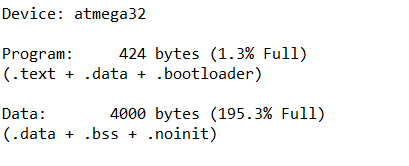 Device: atmega32
Program:     424 bytes (1.3% Full)
(.text + .data + .bootloader)
Data:       4000 bytes (195.3% Full)
(.data + .bss + .noinit)